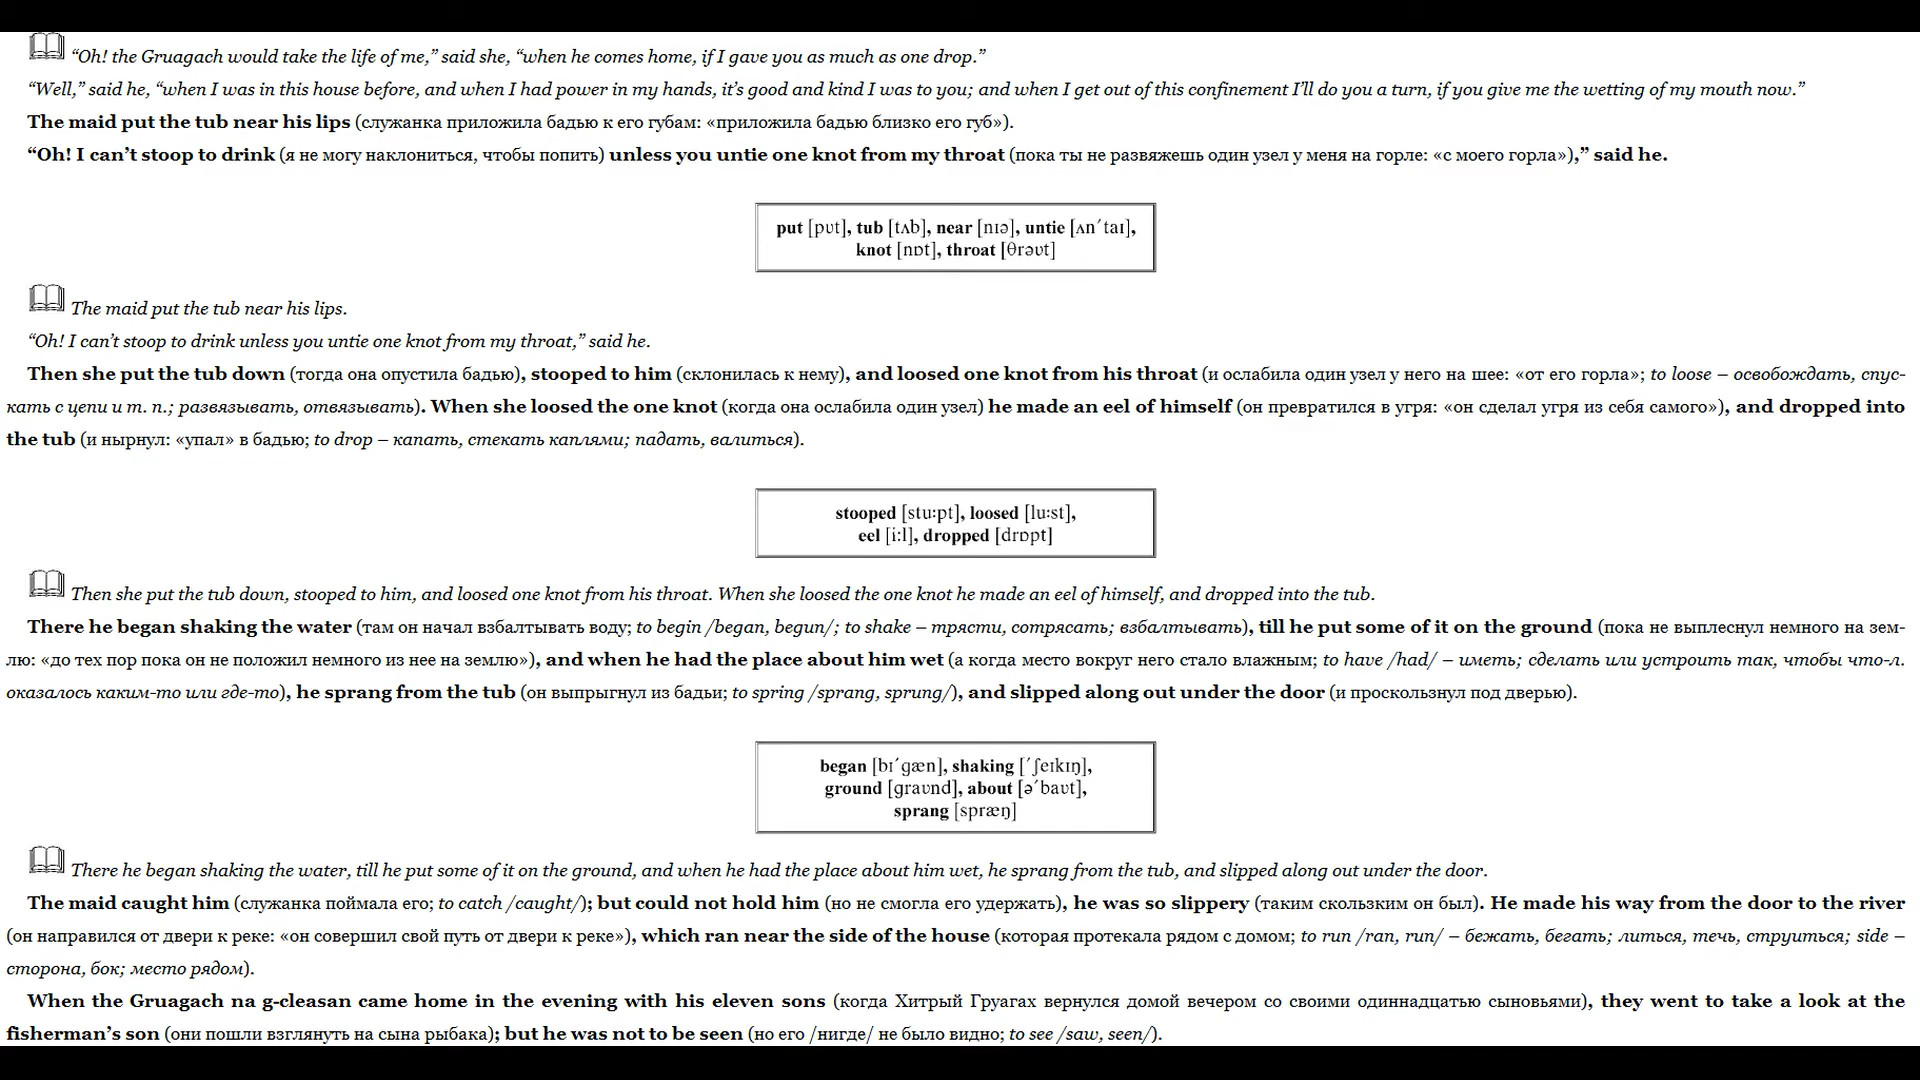 “Oh! the Gruagach would take the life of me,” said she, “when he comes home, if I gave you as much as one drop.”
“Well,” said he, “when I was in this house before, and when I had power in my hands, it’s good and kind I was to you; and when I get out of this confinement I’ll do you a turn, if you give me the wetting of my mouth now.”
The maid put the tub near his lips (служанка приложила бадью к его губам: «приложила бадью близко его губ»).
“Oh! I can’t stoop to drink (я не могу наклониться, чтобы попить) unless you untie one knot from my throat (пока ты не развяжешь один узел у меня на горле: «с моего горла»),” said he.
put [pʊt], tub [tʌb], near [nɪə], untie [ʌn´taɪ],
knot [nɒt], throat [θrəʊt]
The maid put the tub near his lips.
“Oh! I can’t stoop to drink unless you untie one knot from my throat,” said he.
Then she put the tub down (тогда она опустила бадью), stooped to him (склонилась к нему), and loosed one knot from his throat (и ослабила один узел у него на шее: «от его горла»; to loose – освобождать, спус-
кать с цепи и т. п.; развязывать, отвязывать). When she loosed the one knot (когда она ослабила один узел) he made an eel of himself (он превратился в угря: «он сделал угря из себя самого»), and dropped into
the tub (и нырнул: «упал» в бадью; to drop – капать, стекать каплями; падать, валиться).
stooped [stu:pt], loosed [lu:st],
eel [i:l], dropped [drɒpt]
Then she put the tub down, stooped to him, and loosed one knot from his throat. When she loosed the one knot he made an eel of himself, and dropped into the tub.
There he began shaking the water (там он начал взбалтывать воду; to begin /began, begun/; to shake – трясти, сотрясать; взбалтывать), till he put some of it on the ground (пока не выплеснул немного на зем-
лю: «до тех пор пока он не положил немного из нее на землю»), and when he had the place about him wet (а когда место вокруг него стало влажным; to have /had/ – иметь; сделать или устроить так, чтобы что-л.
оказалось каким-то или где-то), he sprang from the tub (он выпрыгнул из бадьи; to spring /sprang, sprung/), and slipped along out under the door (и проскользнул под дверью).
began [bɪ´gæn], shaking [´ʃeɪkɪŋ],
ground [graʊnd], about [ə´baʊt],
sprang [spræŋ]
There he began shaking the water, till he put some of it on the ground, and when he had the place about him wet, he sprang from the tub, and slipped along out under the door.
The maid caught him (служанка поймала его; to catch /caught/); but could not hold him (но не смогла его удержать), he was so slippery (таким скользким он был). He made his way from the door to the river
(он направился от двери к реке: «он совершил свой путь от двери к реке»), which ran near the side of the house (которая протекала рядом с домом; to run /ran, run/ – бежать, бегать; литься, течь, струиться; side –
сторона, бок; место рядом).
When the Gruagach na g-cleasan came home in the evening with his eleven sons (когда Хитрый Груагах вернулся домой вечером со своими одиннадцатью сыновьями), they went to take a look at the
fisherman’s son (они пошли взглянуть на сына рыбака); but he was not to be seen (но его /нигде/ не было видно; to see /saw, seen/).